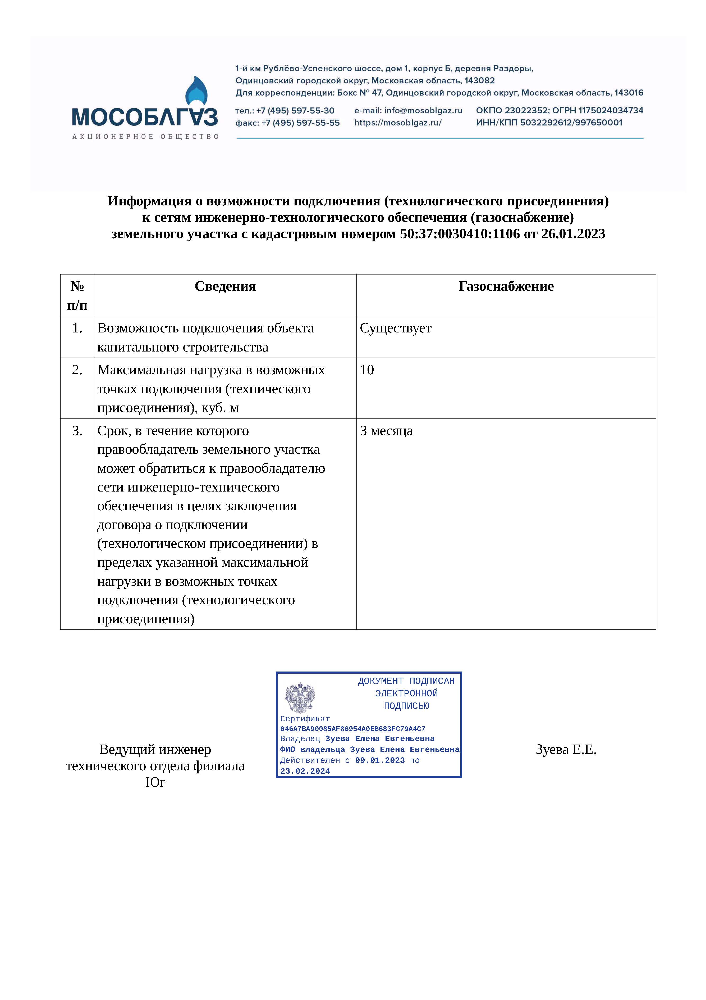 1-й км Рублёво-Успенского шоссе, дом 1, корпус Б, деревня Раздоры,
Одинцовский городской округ, Московская область, 143082
Для корреспонденции: Бокс № 47, Одинцовский городской округ, Московская область, 143016
тел.: +7 (495) 597-55-30 e-mail: info@mosoblgaz.ru ОКПО 23022352; ОГРН 1175024034734
факс: +7 (495) 597-55-55 https://mosoblgaz.ru/ ИНН/КПП 5032292612/997650001
МОСОБЛГАЗ
АКЦИОНЕРНОЕ ОБЩЕСТВО
Информация о возможности подключения (технологического присоединения)
к сетям инженерно-технологического обеспечения (газоснабжение)
земельного участка с кадастровым номером 50:37:0030410:1106 от 26.01.2023
№ Сведения Газоснабжение
п/п
1. Возможность подключения объекта Существует
капитального строительства
2. Максимальная нагрузка в возможных 10
точках подключения (технического
присоединения), куб. м
3. Срок, в течение которого 3 месяца
правообладатель земельного участка
может обратиться к правообладателю
сети инженерно-технического
обеспечения в целях заключения
договора о подключении
(технологическом присоединении) в
пределах указанной максимальной
нагрузки в возможных точках
подключения (технологического
присоединения)
ДОКУМЕНТ ПОДПИСАН
ЭЛЕКТРОННОЙ
ПОДПИСЬЮ
Сертификат
046A7BA90085AF86954A0EB683FC79A4C7
Владелец Зуева Елена Евгеньевна
ФИО владельца Зуева Елена Евгеньевна
Действителен с 09.01.2023 по
23.02.2024
Ведущий инженер
технического отдела филиала
Юг
Зуева Е.Е.